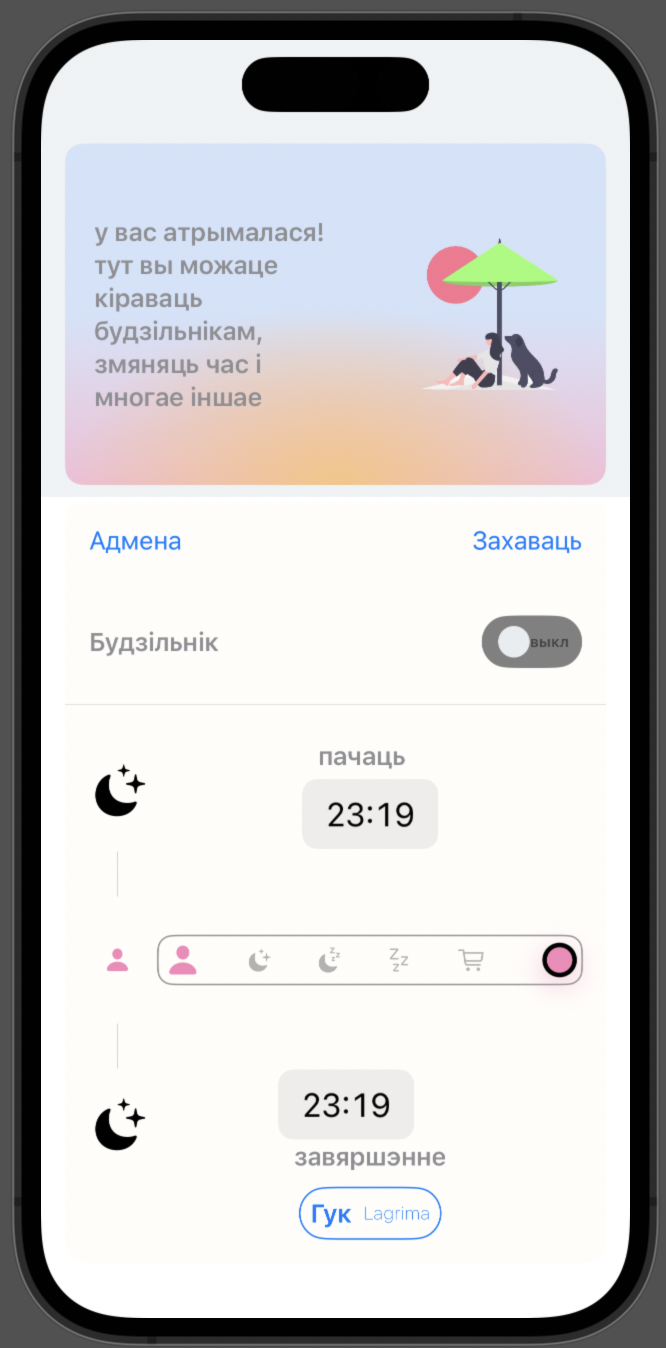 у вас атрымалася!
тут вы можаце
кіраваць
будзільнікам,
змяняць час і
многае іншае
Адмена
Захаваць
Будзільнік
выкл
пачаць
23:19
23:19
завяршэнне
Гук Lagrima